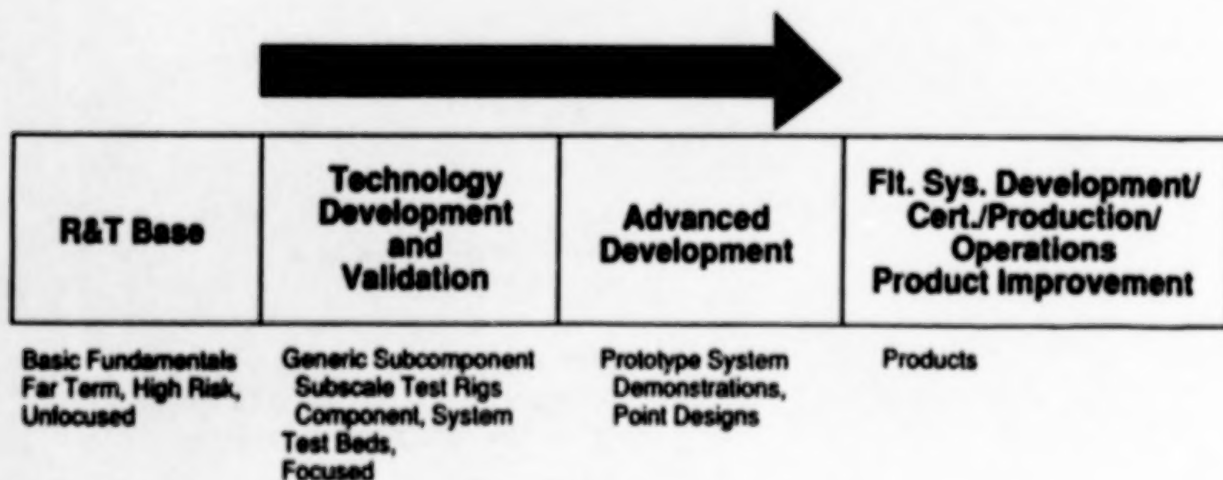 R&T Base
Technology
Development
and
Validation
Advanced
Development
Flt. Sys. Development/
Cert./Production/
Operations
Product Improvement
Basic Fundamentals
Far Term, High Risk,
Unfocused
Generic Subcomponent
Subscale Test Rigs
Component, System
Test Beds,
Focused
Prototype System
Demonstrations,
Point Designs
Products